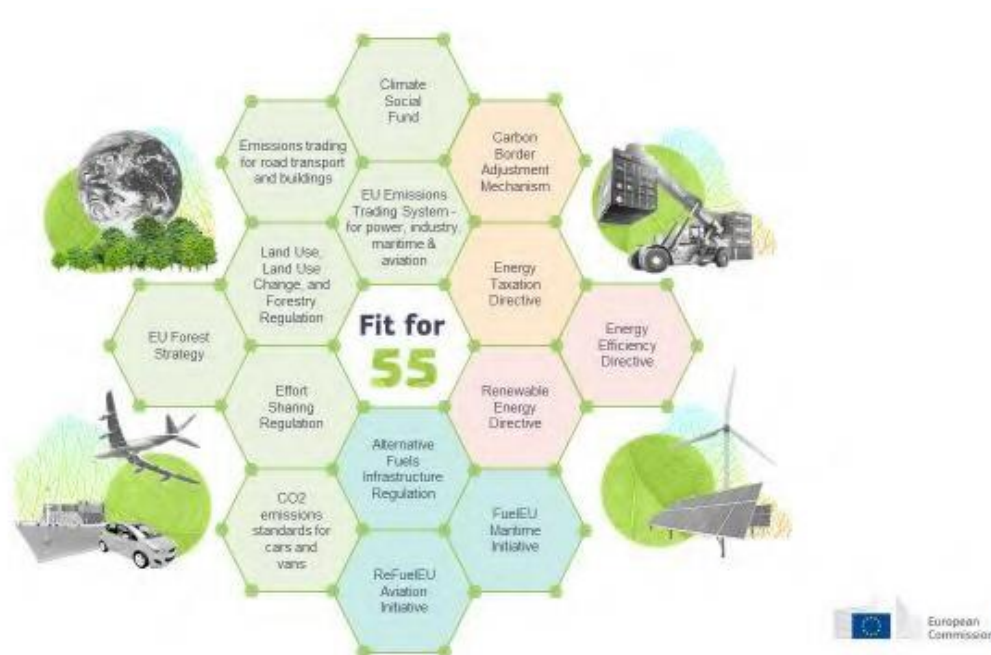 Climate
Social
Fund
Emissions trading
for road transport
and buildings
Carbon
Border
Adjustment
Mechanism
EU Emissions
Trading System -
for power, industry,
maritime &
aviation
Land Use,
Land Use
Change, and
Forestry
Regulation
Energy
Taxation
Directive
EU Forest
Strategy
Fit for
55
Energy
Efficiency
Directive
Effort
Sharing
Regulation
Renewable
Energy
Directive
Alternative
Fuels
Infrastructure
Regulation
CO2
emissions
standards for
cars and
vans
FuelEU
Maritime
Initiative
ReFuelEU
Aviation
Initiative
European
Commission